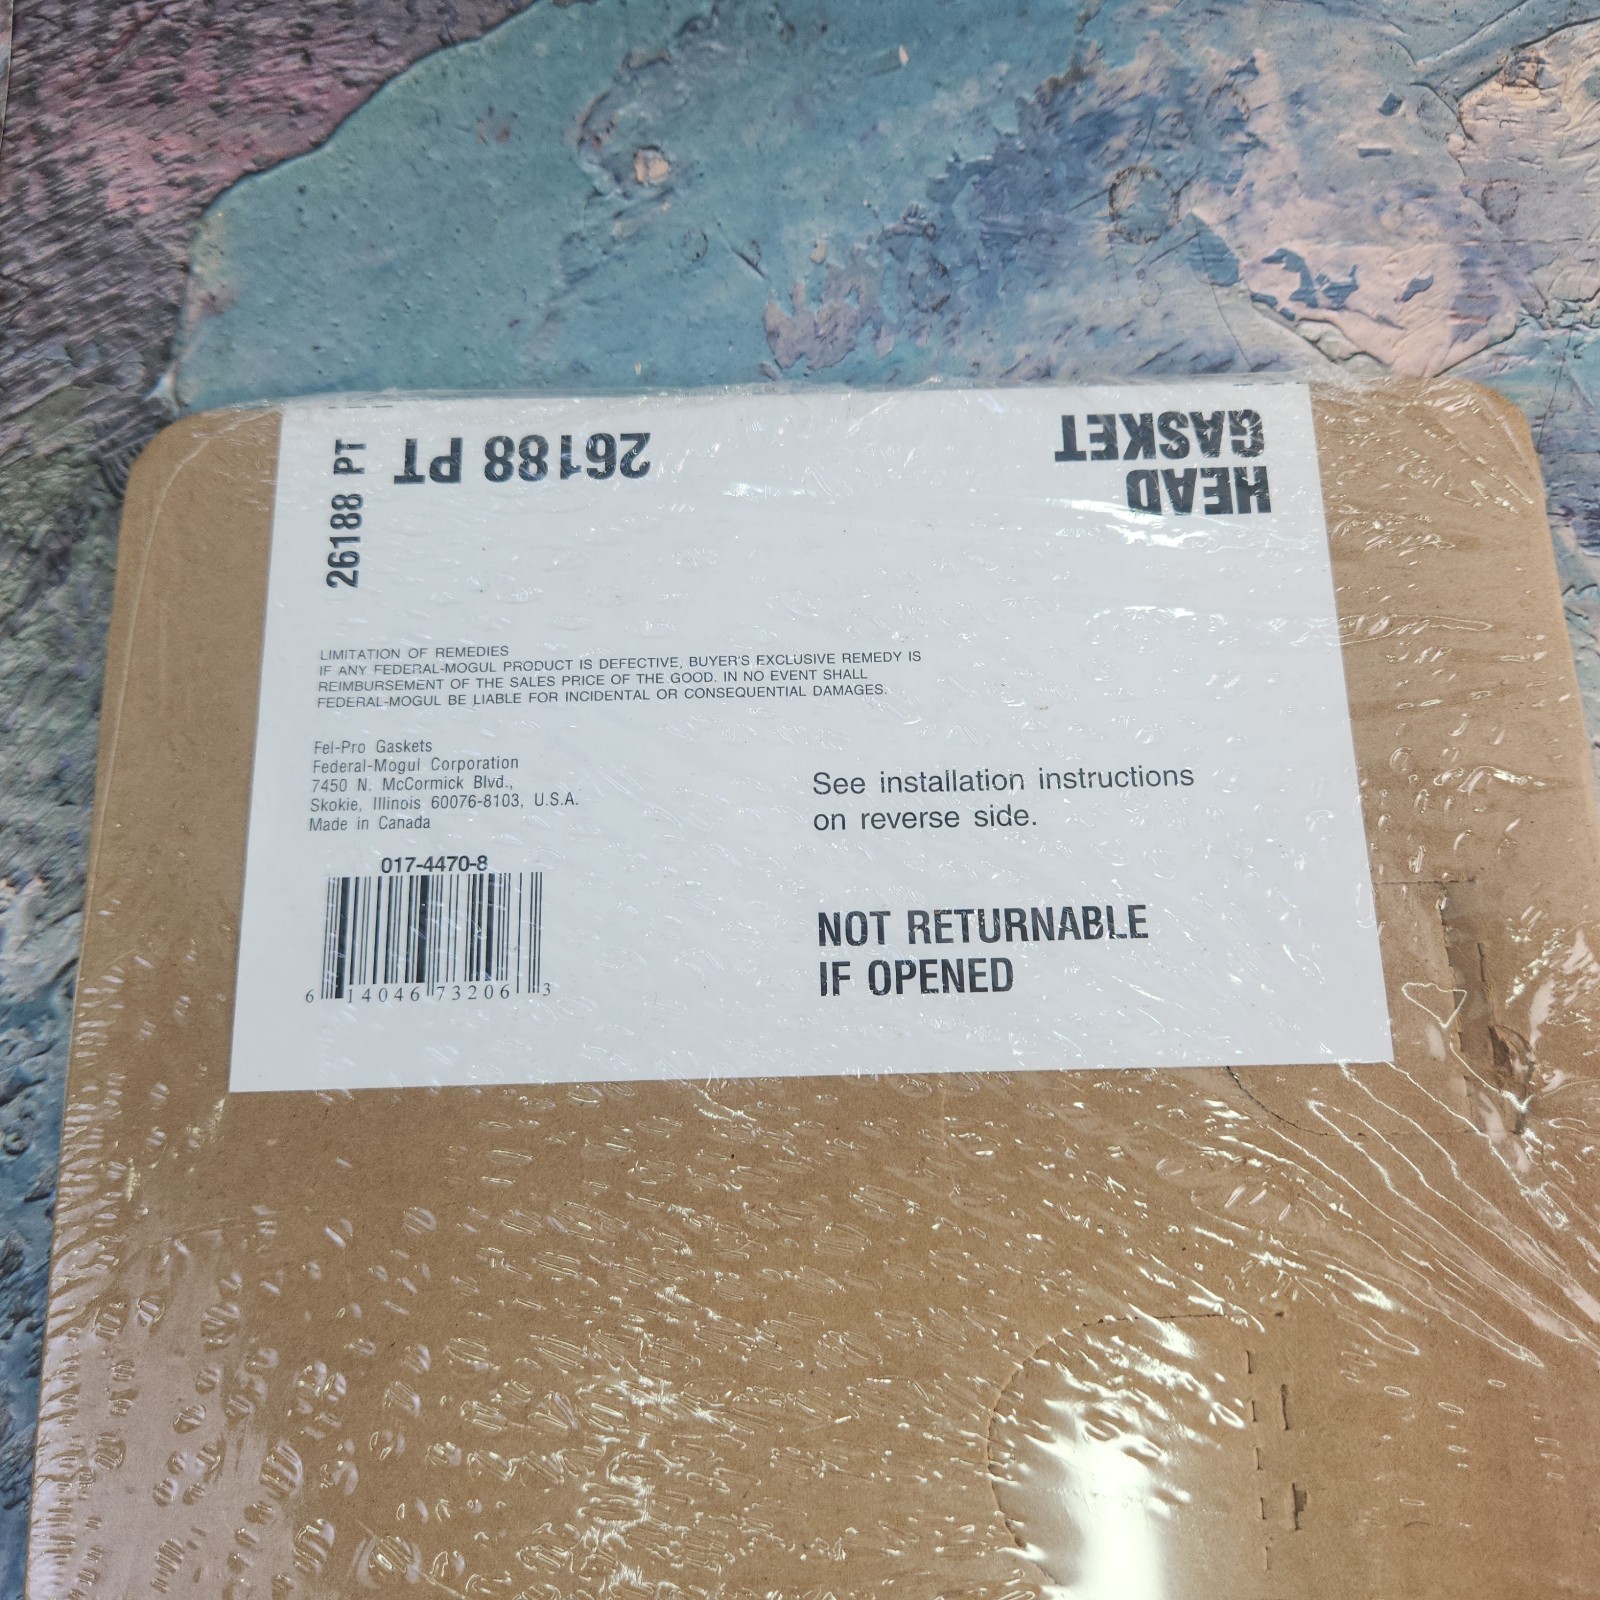 26188 PT
26188 PT
HEAD
GASKET
LIMITATION OF REMEDIES
IF ANY FEDERAL-MOGUL PRODUCT IS DEFECTIVE, BUYER'S EXCLUSIVE REMEDY IS
REIMBURSEMENT OF THE SALES PRICE OF THE GOOD. IN NO EVENT SHALL
FEDERAL-MOGUL BE LIABLE FOR INCIDENTAL OR CONSEQUENTIAL DAMAGES.
Fel-Pro Gaskets
Federal-Mogul Corporation
7450 N. McCormick Blvd.,
Skokie, Illinois 60076-8103, U.S.A.
Made in Canada
See installation instructions
on reverse side.
017-4470-8
6 14046 73206 3
NOT RETURNABLE
IF OPENED